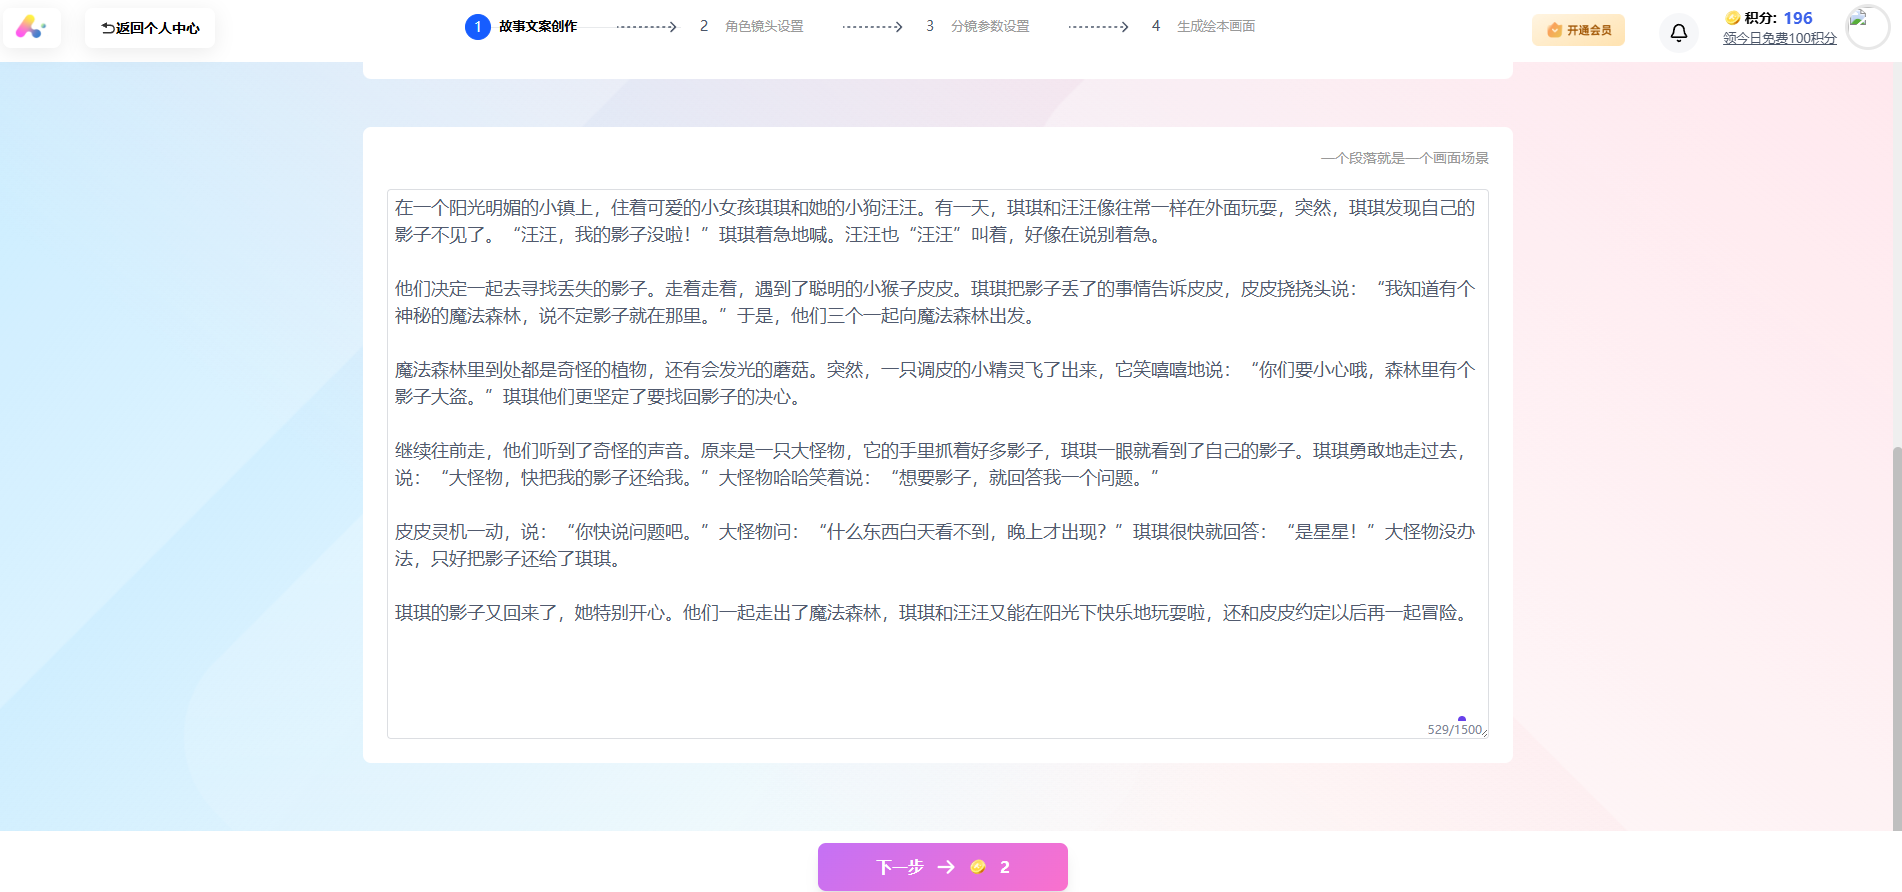 返回个人中心
1 故事文案创作
2 角色镜头设置
3 分镜参数设置
4 生成绘本画面
开通会员
积分: 196
领今日免费100积分
一个段落就是一个画面场景
在一个阳光明媚的小镇上，住着可爱的小女孩琪琪和她的小狗汪汪。有一天，琪琪和汪汪像往常一样在外面玩耍，突然，琪琪发现自己的
影子不见了。“汪汪，我的影子没啦！”琪琪着急地喊。汪汪也“汪汪”叫着，好像在说别着急。
他们决定一起去寻找丢失的影子。走着走着，遇到了聪明的小猴子皮皮。琪琪把影子丢了的事情告诉皮皮，皮皮挠挠头说：“我知道有个
神秘的魔法森林，说不定影子就在那里。”于是，他们三个一起向魔法森林出发。
魔法森林里到处都是奇怪的植物，还有会发光的蘑菇。突然，一只调皮的小精灵飞了出来，它笑嘻嘻地说：“你们要小心哦，森林里有个
影子大盗。”琪琪他们更坚定了要找回影子的决心。
继续往前走，他们听到了奇怪的声音。原来是一只大怪物，它的手里抓着好多影子，琪琪一眼就看到了自己的影子。琪琪勇敢地走过去，
说：“大怪物，快把我的影子还给我。”大怪物哈哈笑着说：“想要影子，就回答我一个问题。”
皮皮灵机一动，说：“你快说问题吧。”大怪物问：“什么东西白天看不到，晚上才出现？”琪琪很快就回答：“是星星！”大怪物没办
法，只好把影子还给了琪琪。
琪琪的影子又回来了，她特别开心。他们一起走出了魔法森林，琪琪和汪汪又能在阳光下快乐地玩耍啦，还和皮皮约定以后再一起冒险。
529/1500
下一步 → 2